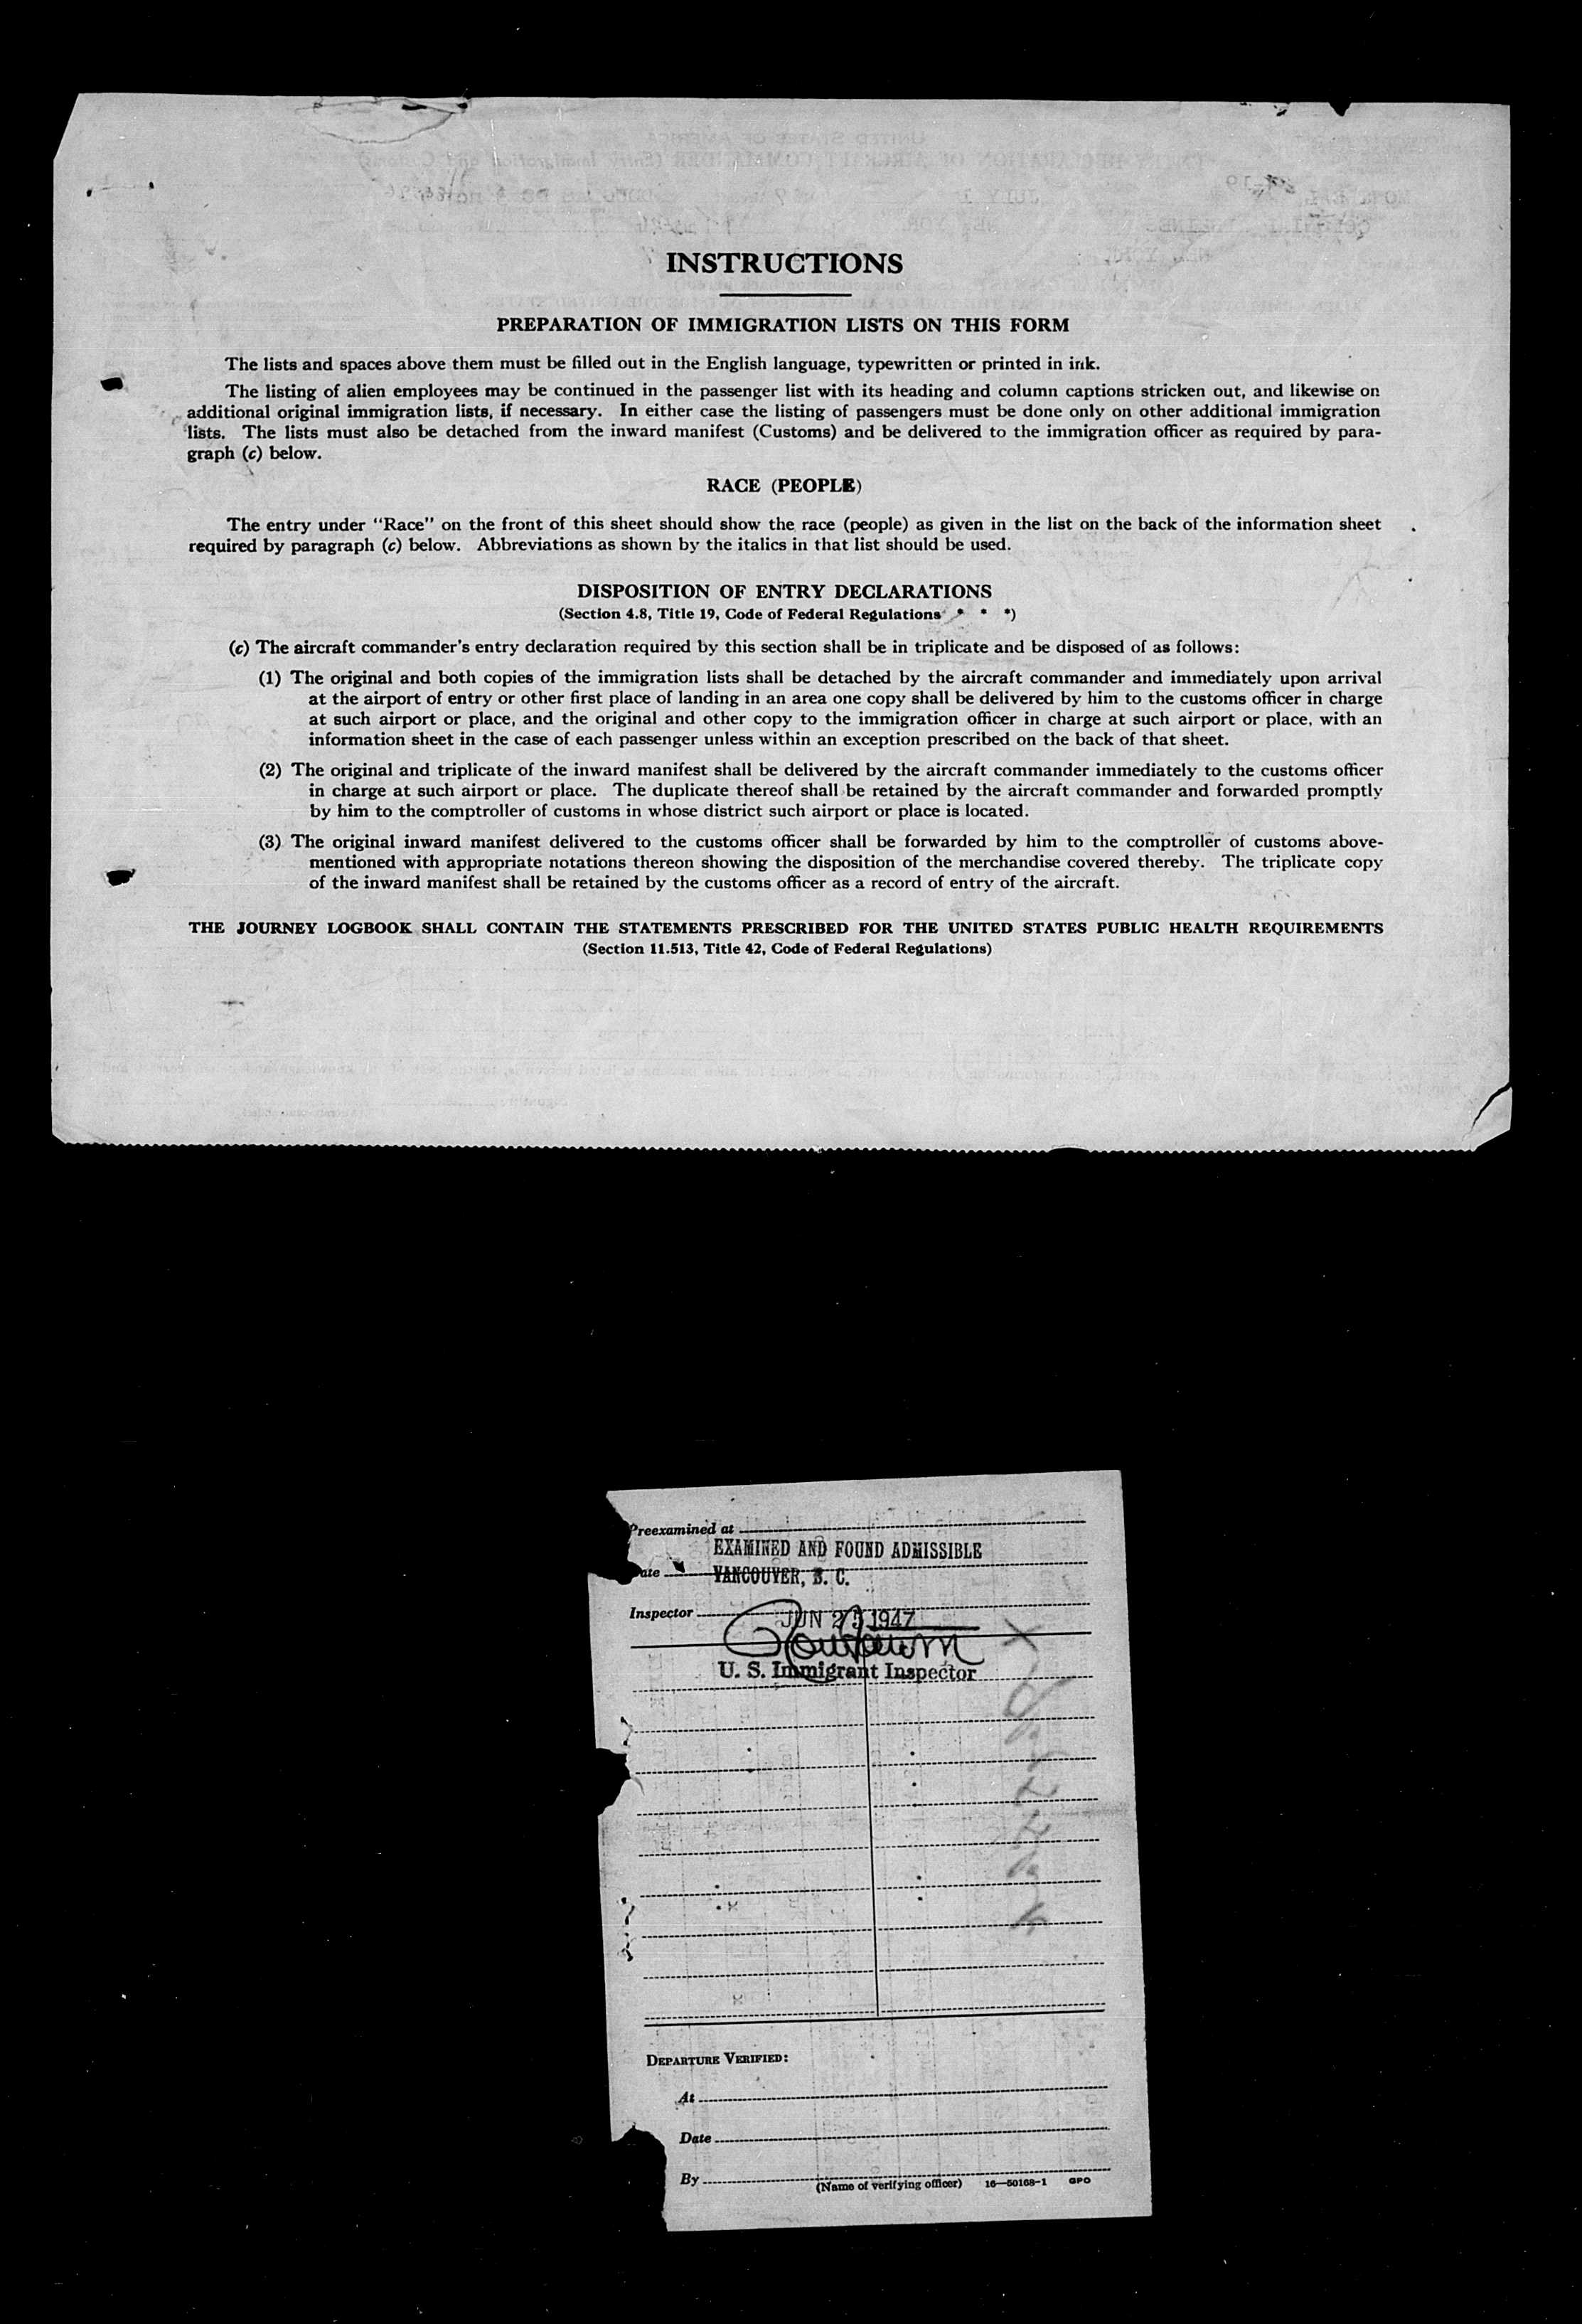 INSTRUCTIONS
PREPARATION OF IMMIGRATION LISTS ON THIS FORM
The lists and spaces above them must be filled out in the English language, typewritten or printed in ink.
The listing of alien employees may be continued in the passenger list with its heading and column captions stricken out, and likewise on
additional original immigration lists, if necessary. In either case the listing of passengers must be done only on other additional immigration
lists. The lists must also be detached from the inward manifest (Customs) and be delivered to the immigration officer as required by para-
graph (c) below.
RACE (PEOPLE)
The entry under "Race" on the front of this sheet should show the race (people) as given in the list on the back of the information sheet
required by paragraph (c) below. Abbreviations as shown by the italics in that list should be used.
DISPOSITION OF ENTRY DECLARATIONS
(Section 4.8, Title 19, Code of Federal Regulations * * *)
(c) The aircraft commander's entry declaration required by this section shall be in triplicate and be disposed of as follows:
(1) The original and both copies of the immigration lists shall be detached by the aircraft commander and immediately upon arrival
at the airport of entry or other first place of landing in an area one copy shall be delivered by him to the customs officer in charge
at such airport or place, and the original and other copy to the immigration officer in charge at such airport or place, with an
information sheet in the case of each passenger unless within an exception prescribed on the back of that sheet.
(2) The original and triplicate of the inward manifest shall be delivered by the aircraft commander immediately to the customs officer
in charge at such airport or place. The duplicate thereof shall be retained by the aircraft commander and forwarded promptly
by him to the comptroller of customs in whose district such airport or place is located.
(3) The original inward manifest delivered to the customs officer shall be forwarded by him to the comptroller of customs above-
mentioned with appropriate notations thereon showing the disposition of the merchandise covered thereby. The triplicate copy
of the inward manifest shall be retained by the customs officer as a record of entry of the aircraft.
THE JOURNEY LOGBOOK SHALL CONTAIN THE STATEMENTS PRESCRIBED FOR THE UNITED STATES PUBLIC HEALTH REQUIREMENTS
(Section 11.513, Title 42, Code of Federal Regulations)
Preexamined at
EXAMINED AND FOUND ADMISSIBLE
Date VANCOUVER, B. C.
Inspector JUN 25 1947
U. S. Immigrant Inspector
DEPARTURE VERIFIED:
At
Date
By
(Name of verifying officer) 16—50168-1 GPO